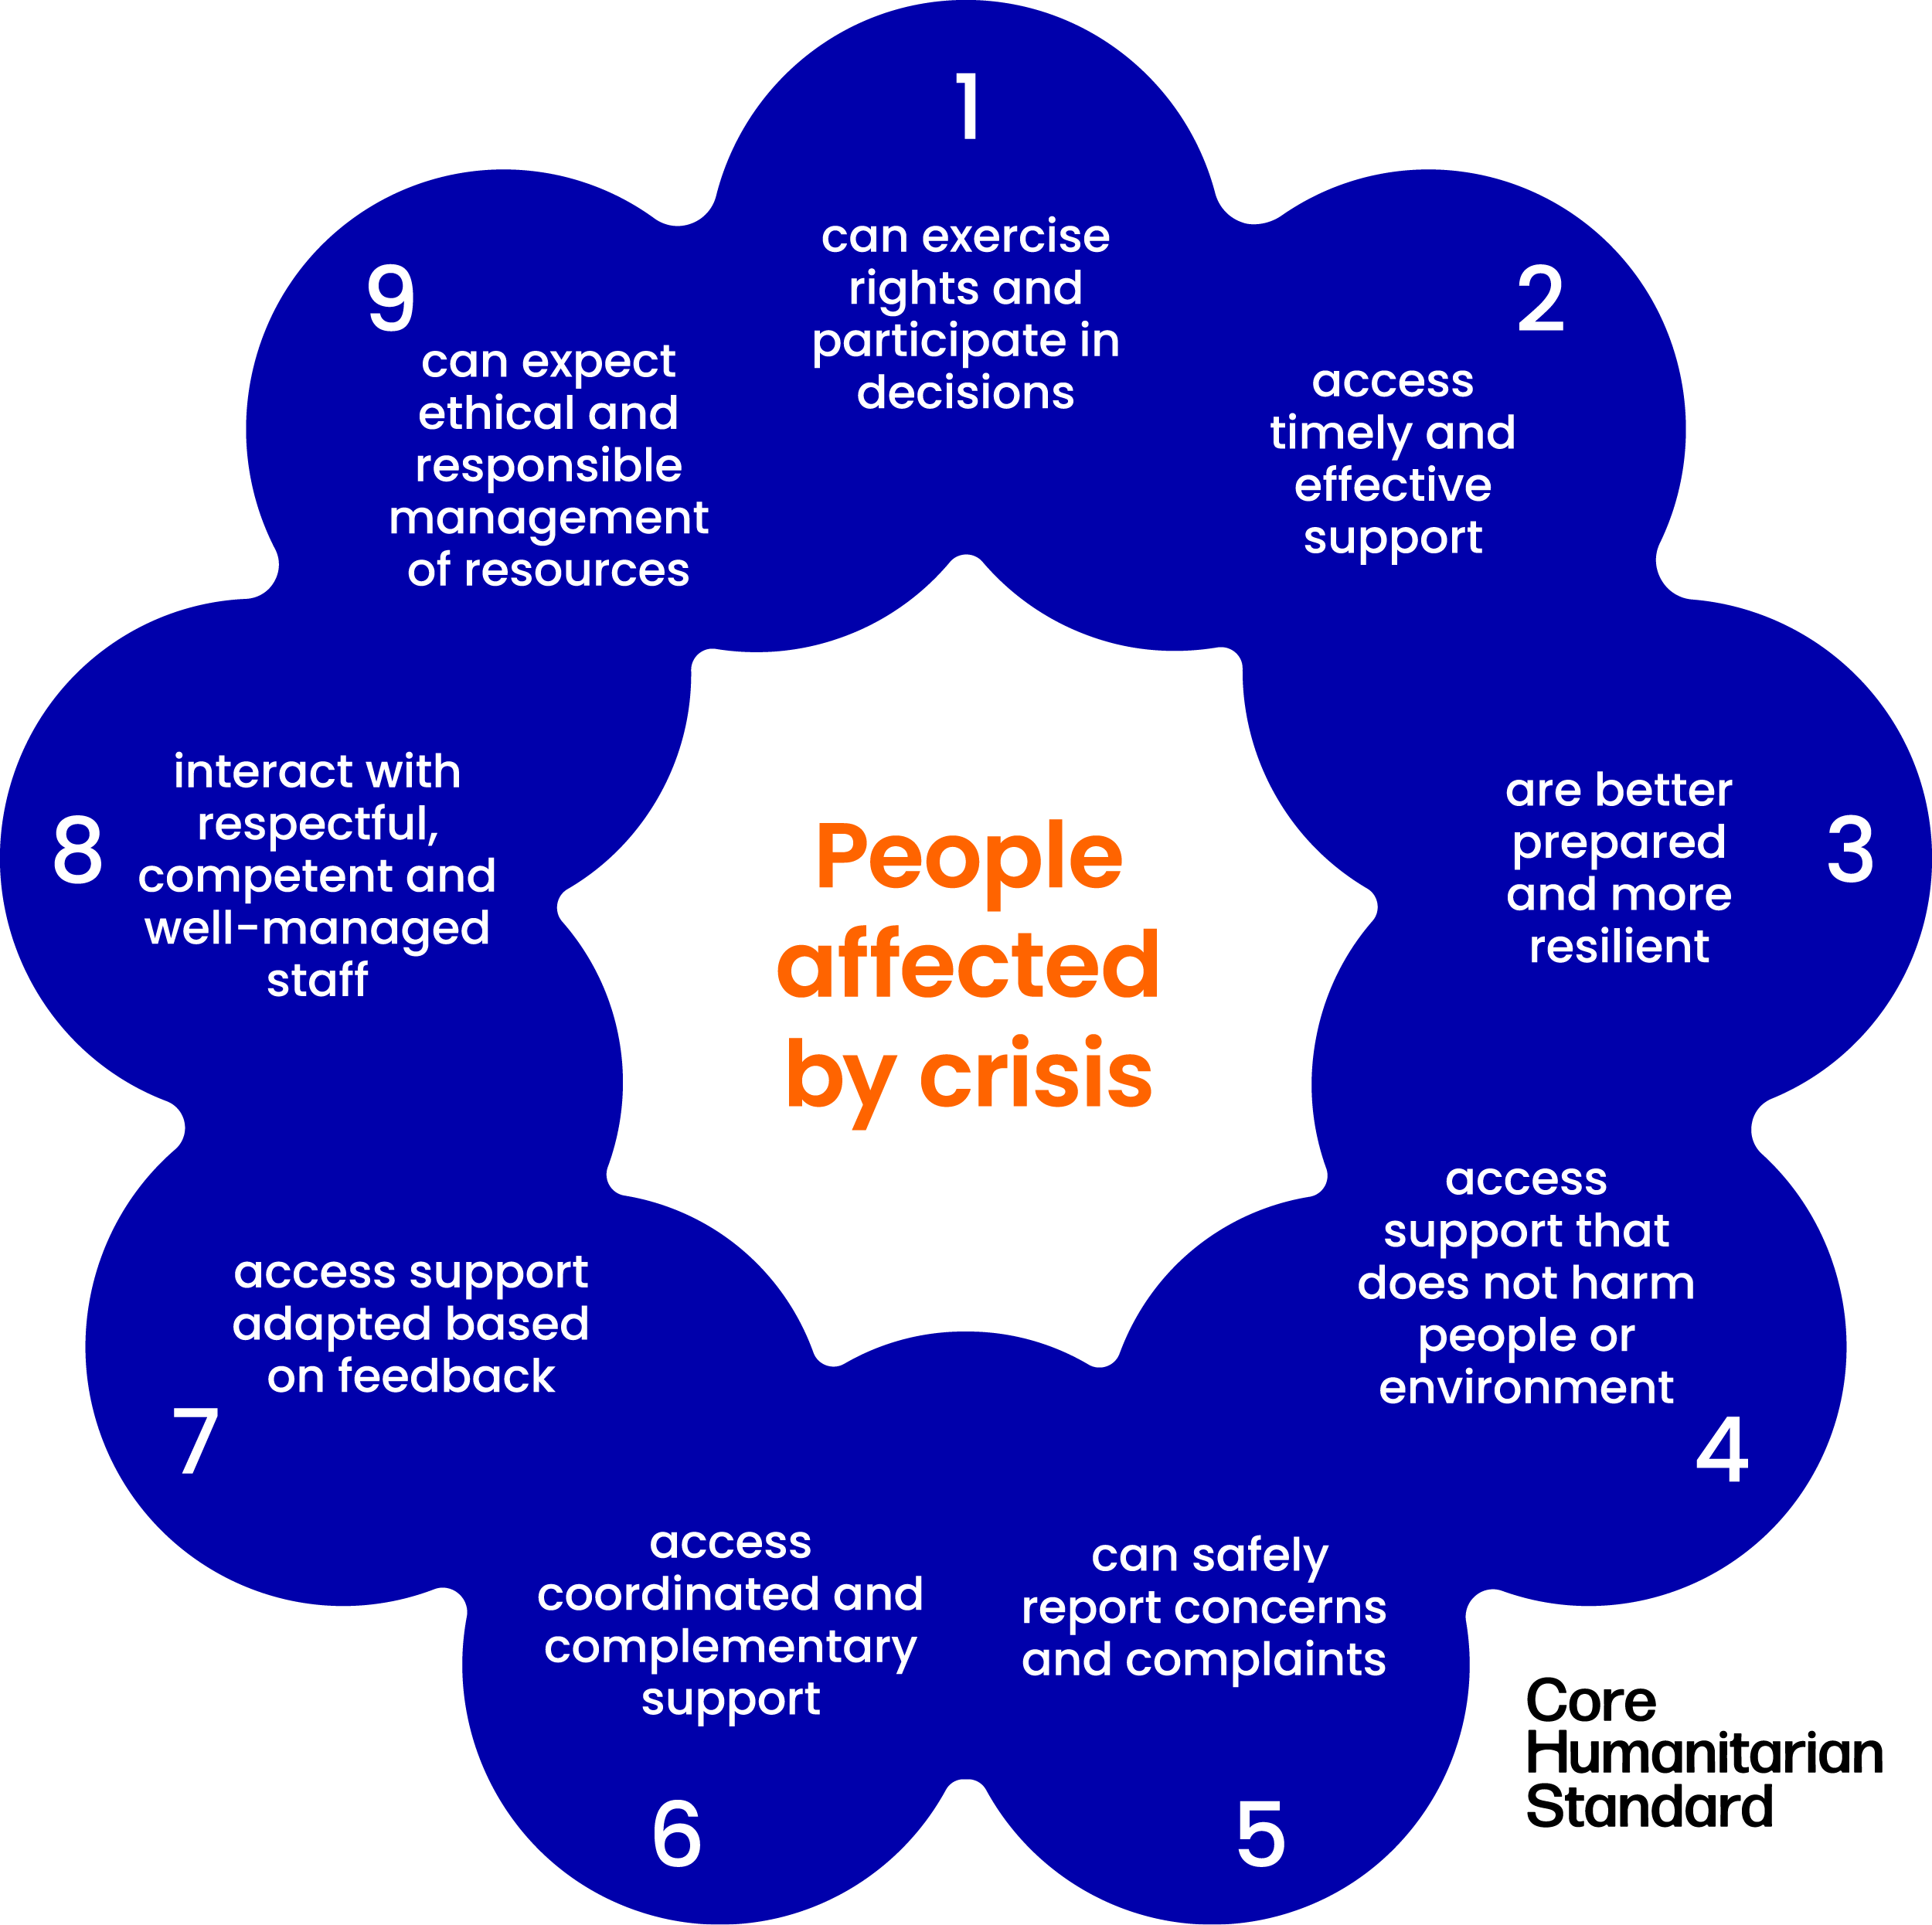 1
can exercise
rights and
participate in
decisions
2
access
timely and
effective
support
3
are better
prepared
and more
resilient
4
access
support that
does not harm
people or
environment
5
can safely
report concerns
and complaints
6
access
coordinated and
complementary
support
7
access support
adapted based
on feedback
8
interact with
respectful,
competent and
well-managed
staff
9
can expect
ethical and
responsible
management
of resources
People
affected
by crisis
Core
Humanitarian
Standard